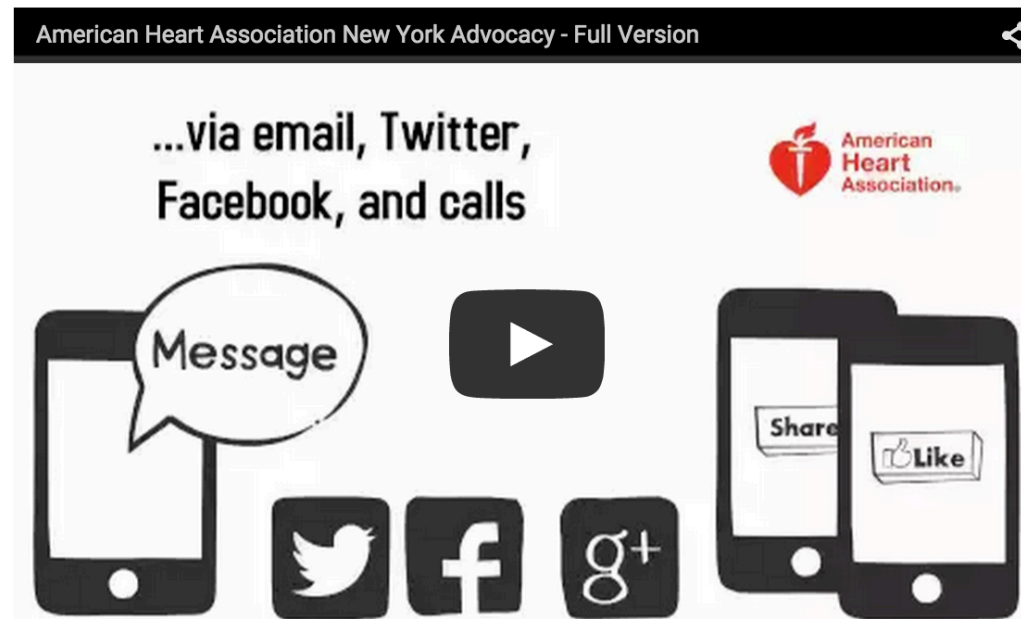 American Heart Association New York Advocacy - Full Version
...via email, Twitter,
Facebook, and calls
American
Heart
Association®
Message
Share
Like
f
g+